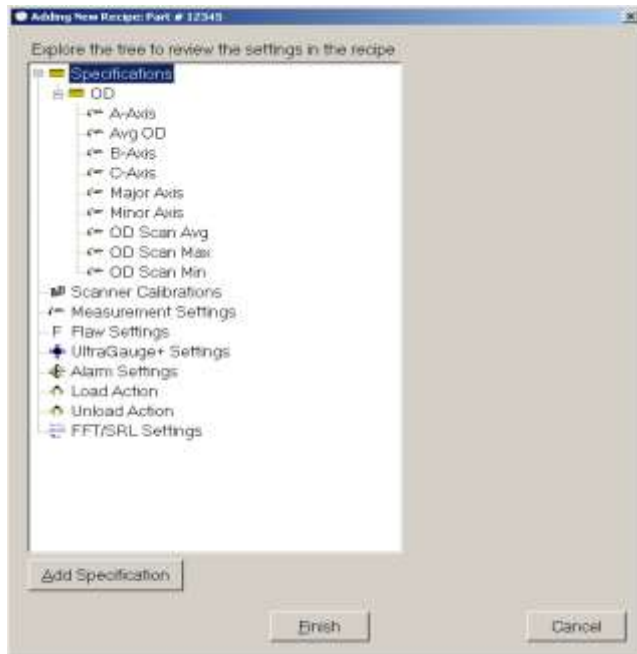 Adding New Recipe: Part # 12345
Explore the tree to review the settings in the recipe
Specifications
OD
A-Axis
Avg OD
B-Axis
C-Axis
Major Axis
Minor Axis
OD Scan Avg
OD Scan Max
OD Scan Min
Scanner Calibrations
Measurement Settings
F Flaw Settings
UltraGauge+ Settings
Alarm Settings
Load Action
Unload Action
FFT/SRL Settings
Add Specification
Finish Cancel